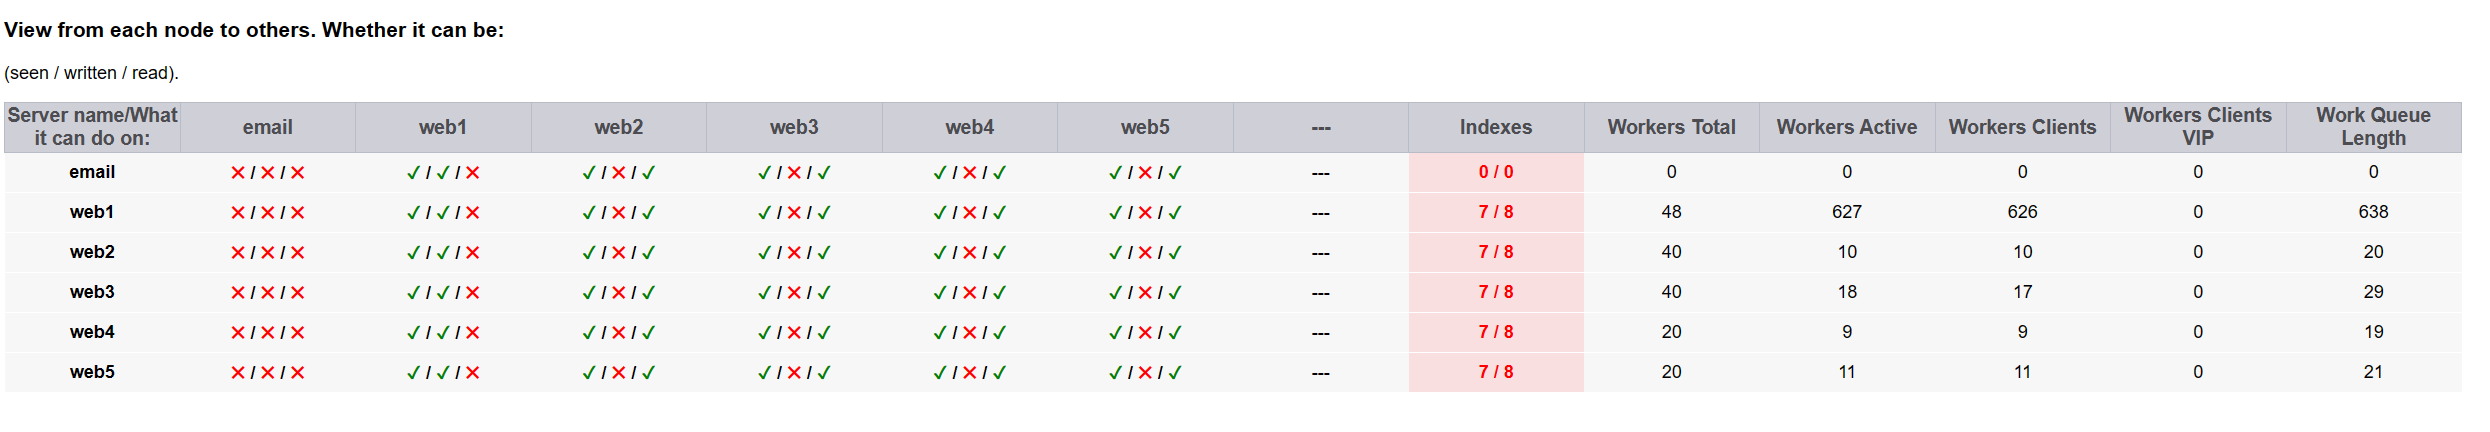 View from each node to others. Whether it can be:
(seen / written / read).
Server name/What it can do on: email web1 web2 web3 web4 web5 --- Indexes Workers Total Workers Active Workers Clients Workers Clients VIP Work Queue Length
email ✕ / ✕ / ✕ ✓ / ✓ / ✕ ✓ / ✕ / ✓ ✓ / ✕ / ✓ ✓ / ✕ / ✓ ✓ / ✕ / ✓ --- 0 / 0 0 0 0 0 0
web1 ✕ / ✕ / ✕ ✓ / ✓ / ✕ ✓ / ✕ / ✓ ✓ / ✕ / ✓ ✓ / ✕ / ✓ ✓ / ✕ / ✓ --- 7 / 8 48 627 626 0 638
web2 ✕ / ✕ / ✕ ✓ / ✓ / ✕ ✓ / ✕ / ✓ ✓ / ✕ / ✓ ✓ / ✕ / ✓ ✓ / ✕ / ✓ --- 7 / 8 40 10 10 0 20
web3 ✕ / ✕ / ✕ ✓ / ✓ / ✕ ✓ / ✕ / ✓ ✓ / ✕ / ✓ ✓ / ✕ / ✓ ✓ / ✕ / ✓ --- 7 / 8 40 18 17 0 29
web4 ✕ / ✕ / ✕ ✓ / ✓ / ✕ ✓ / ✕ / ✓ ✓ / ✕ / ✓ ✓ / ✕ / ✓ ✓ / ✕ / ✓ --- 7 / 8 20 9 9 0 19
web5 ✕ / ✕ / ✕ ✓ / ✓ / ✕ ✓ / ✕ / ✓ ✓ / ✕ / ✓ ✓ / ✕ / ✓ ✓ / ✕ / ✓ --- 7 / 8 20 11 11 0 21